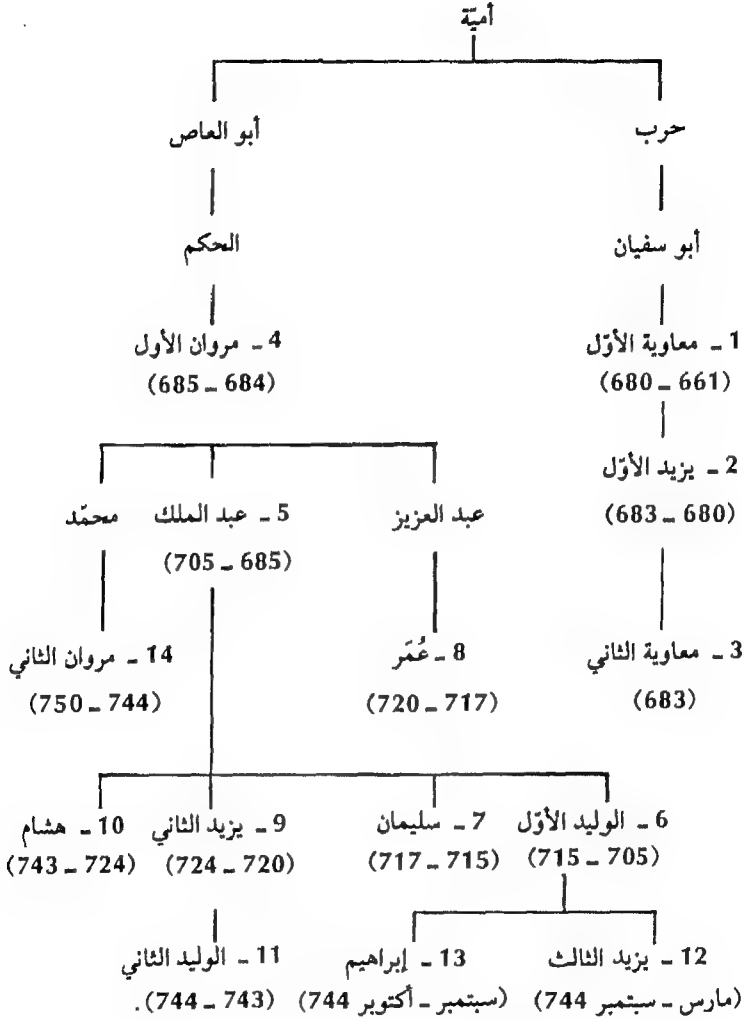 أميّة
حرب أبو العاص
أبو سفيان الحكم
1 ـ معاوية الأوّل 4 ـ مروان الأول
(661 ـ 680) (684 ـ 685)
2 ـ يزيد الأوّل
(680 ـ 683)
عبد العزيز 5 ـ عبد الملك محمّد
(685 ـ 705)
3 ـ معاوية الثاني 8 ـ عُمَر 14 ـ مروان الثاني
(683) (717 ـ 720) (744 ـ 750)
6 ـ الوليد الأوّل 7 ـ سليمان 9 ـ يزيد الثاني 10 ـ هشام
(705 ـ 715) (715 ـ 717) (720 ـ 724) (724 ـ 743)
12 ـ يزيد الثالث 13 ـ إبراهيم 11 ـ الوليد الثاني
(مارس ـ سبتمبر 744) (سبتمبر ـ أكتوبر 744) (743 ـ 744).